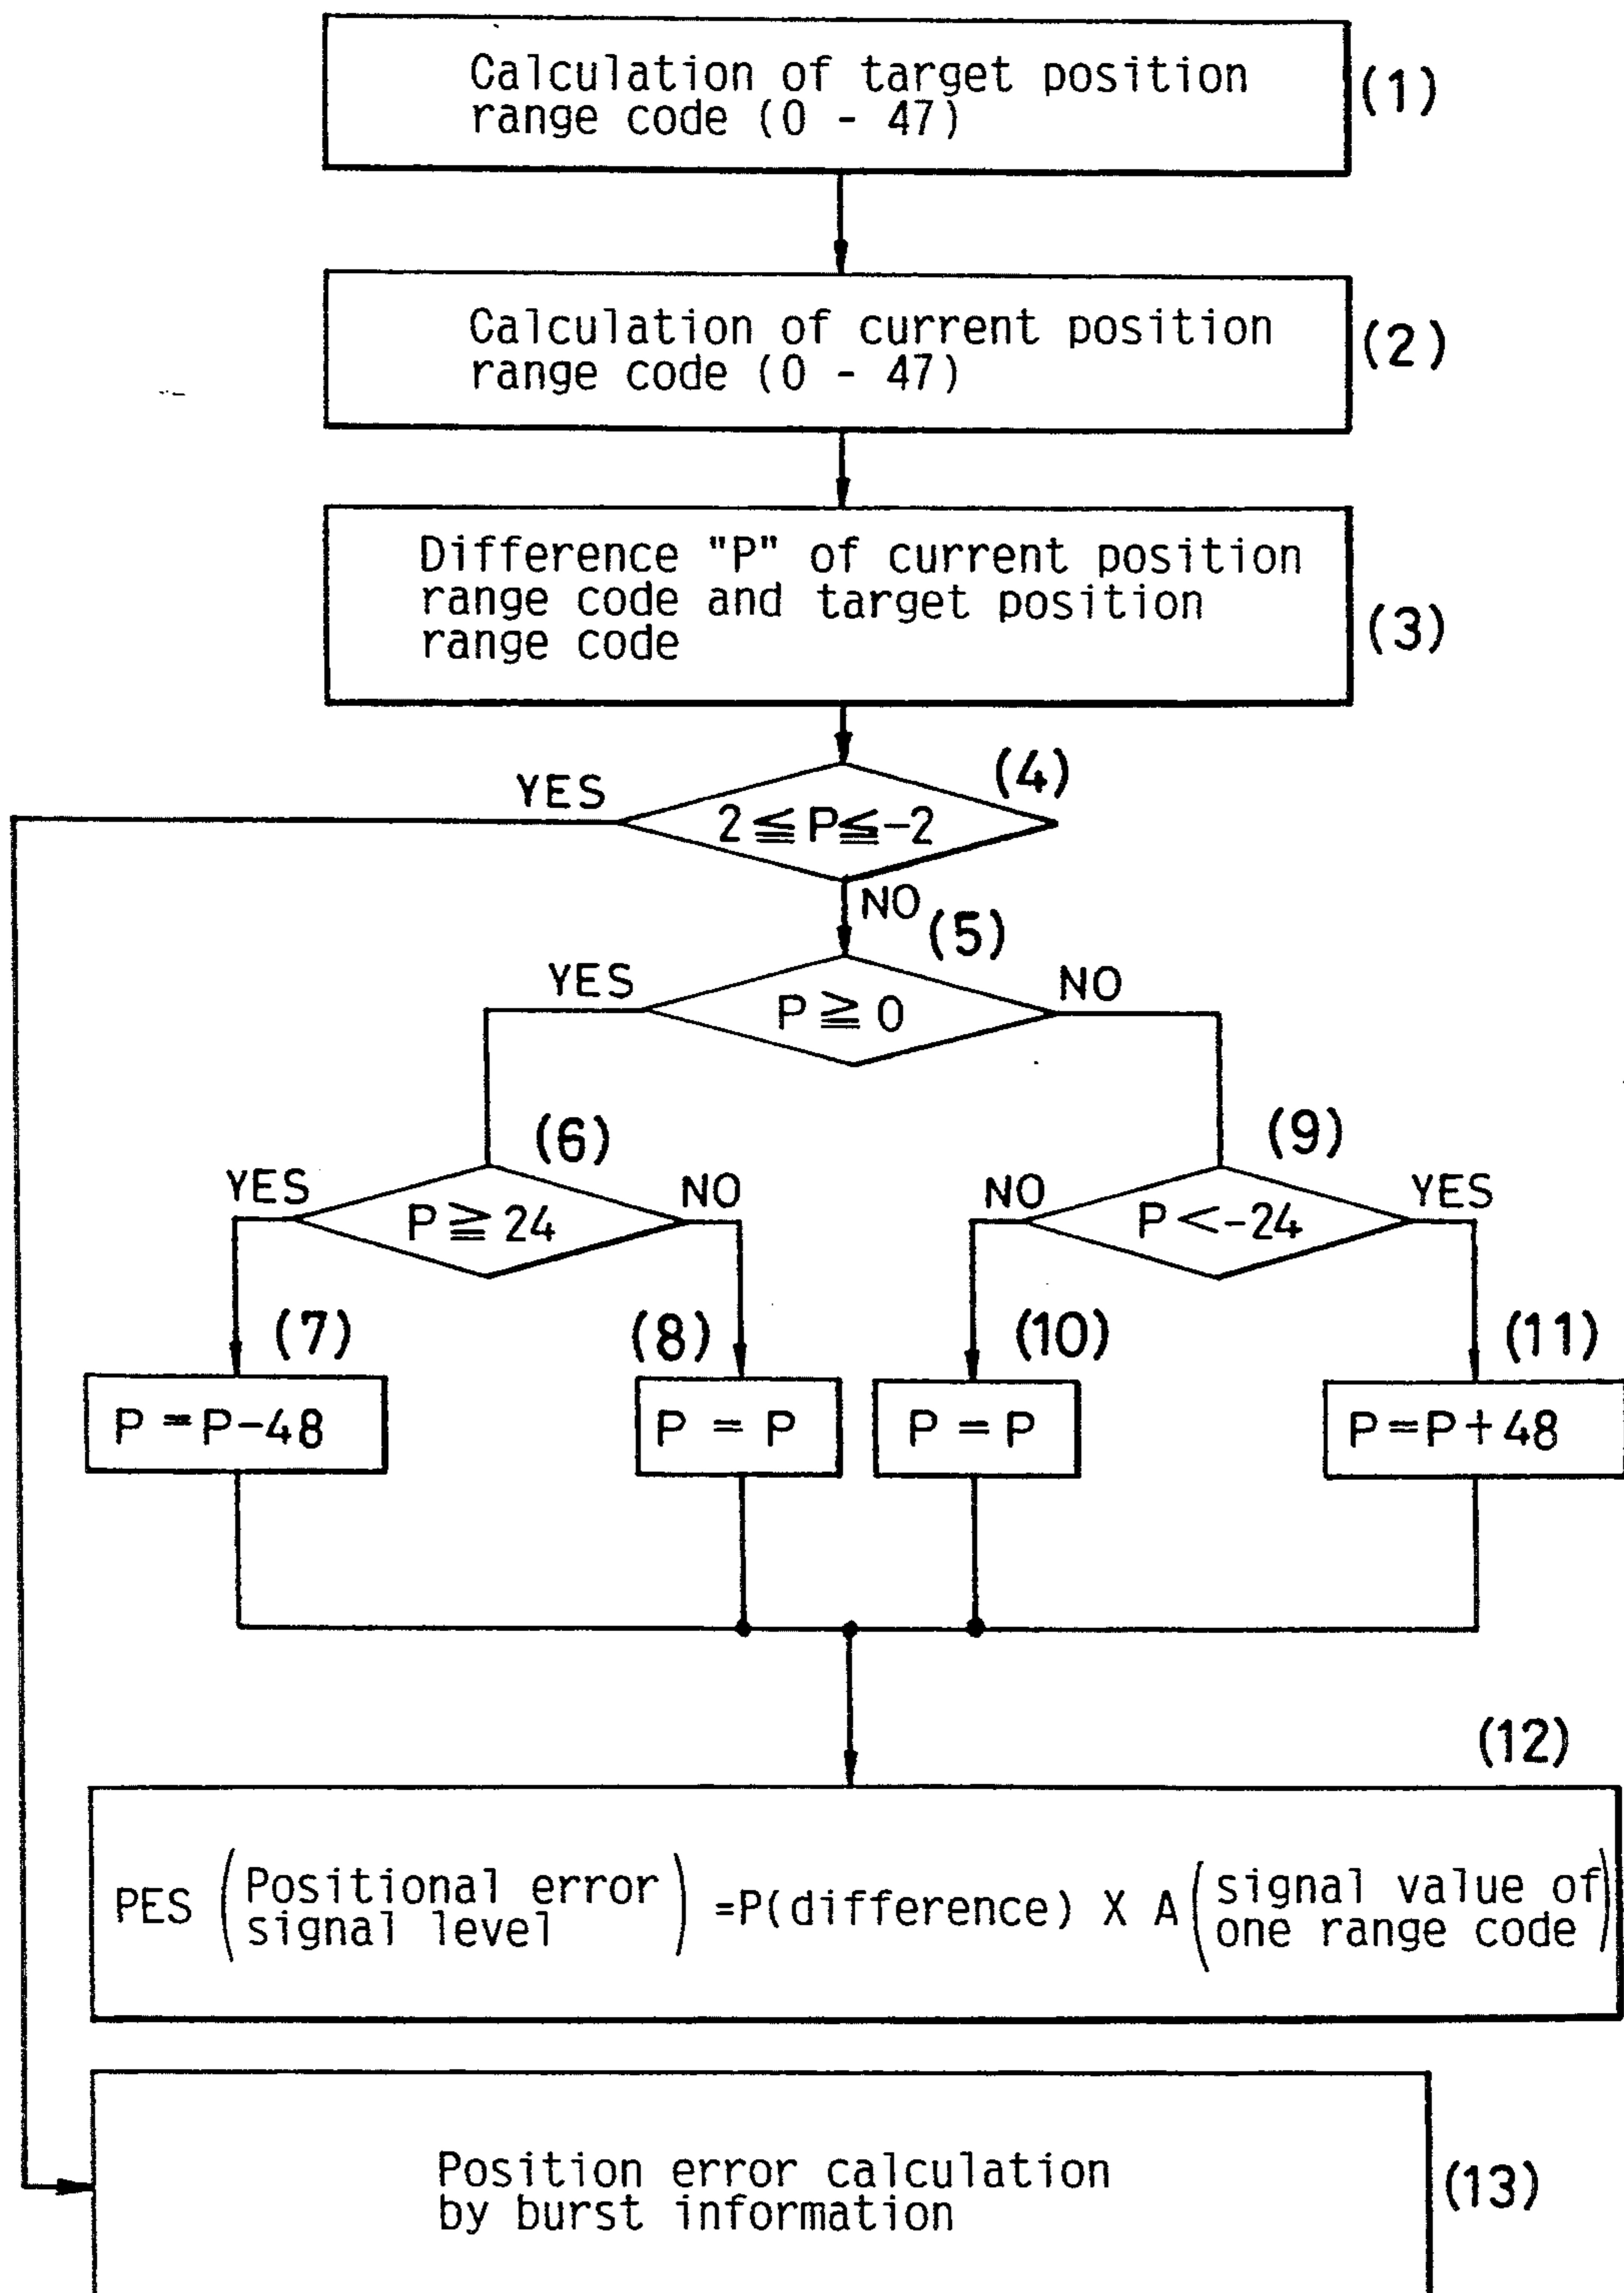 Calculation of target position
range code (0 - 47)
(1)
Calculation of current position
range code (0 - 47)
(2)
Difference "P" of current position
range code and target position
range code
(3)
(4)
YES
2 ≦ P ≦ -2
NO
(5)
YES
P ≧ 0
NO
(6)
YES
P ≧ 24
NO
(9)
NO
P < -24
YES
(7)
P = P-48
(8)
P = P
(10)
P = P
(11)
P = P + 48
(12)
PES (Positional error
signal level) =P(difference) X A (signal value of
one range code)
Position error calculation
by burst information
(13)